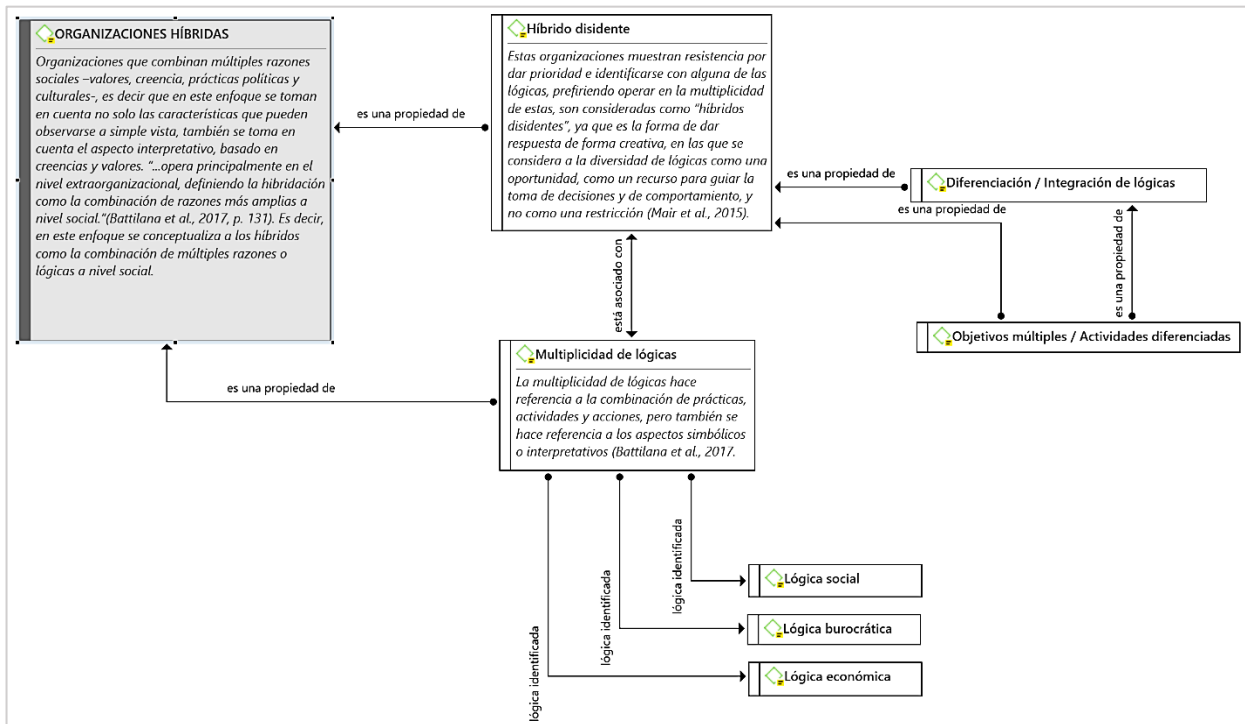 ORGANIZACIONES HÍBRIDAS
Organizaciones que combinan múltiples razones
sociales –valores, creencia, prácticas políticas y
culturales-, es decir que en este enfoque se toman
en cuenta no solo las características que pueden
observarse a simple vista, también se toma en
cuenta el aspecto interpretativo, basado en
creencias y valores. "...opera principalmente en el
nivel extraorganizacional, definiendo la hibridación
como la combinación de razones más amplias a
nivel social."(Battilana et al., 2017, p. 131). Es decir,
en este enfoque se conceptualiza a los híbridos
como la combinación de múltiples razones o
lógicas a nivel social.
es una propiedad de
Híbrido disidente
Estas organizaciones muestran resistencia por
dar prioridad e identificarse con alguna de las
lógicas, prefiriendo operar en la multiplicidad
de estas, son consideradas como "híbridos
disidentes", ya que es la forma de dar
respuesta de forma creativa, en las que se
considera a la diversidad de lógicas como una
oportunidad, como un recurso para guiar la
toma de decisiones y de comportamiento, y
no como una restricción (Mair et al., 2015).
es una propiedad de
Diferenciación / Integración de lógicas
es una propiedad de
es una propiedad de
Objetivos múltiples / Actividades diferenciadas
está asociado con
es una propiedad de
Multiplicidad de lógicas
La multiplicidad de lógicas hace
referencia a la combinación de prácticas,
actividades y acciones, pero también se
hace referencia a los aspectos simbólicos
o interpretativos (Battilana et al., 2017.
lógica identificada
lógica identificada
lógica identificada
Lógica social
Lógica burocrática
Lógica económica